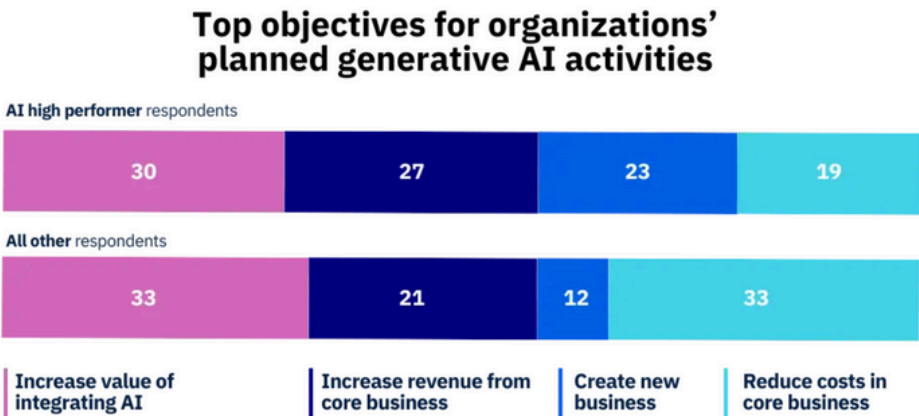 Top objectives for organizations’
planned generative AI activities
AI high performer respondents
30 27 23 19
All other respondents
33 21 12 33
Increase value of
integrating AI
Increase revenue from
core business
Create new
business
Reduce costs in
core business